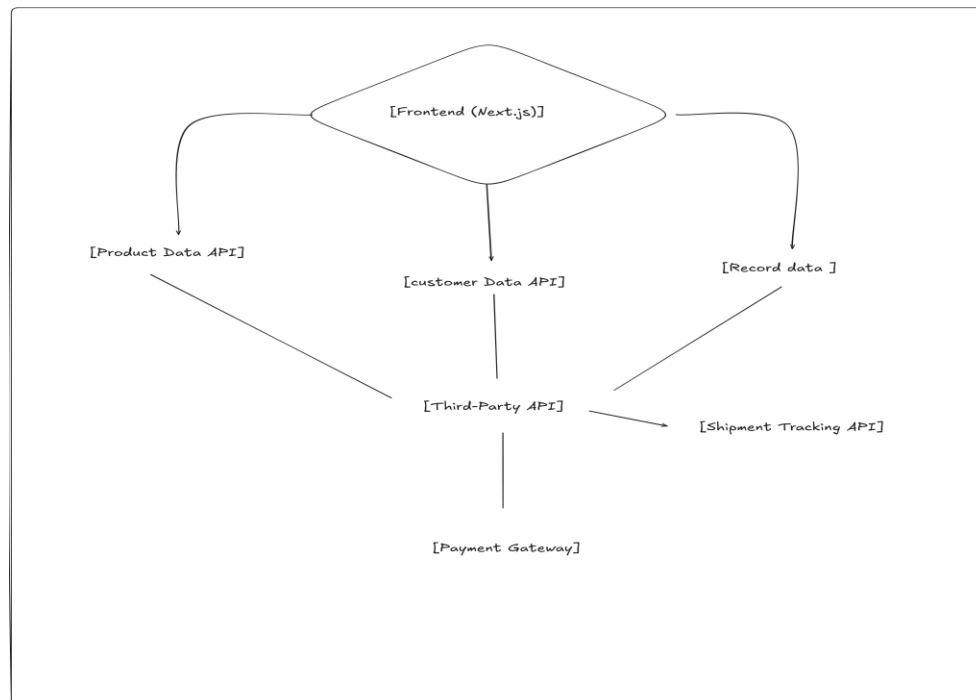 [Frontend (Next.js)]
[Product Data API]
[customer Data API]
[Record data ]
[Third-Party API]
[Shipment Tracking API]
[Payment Gateway]